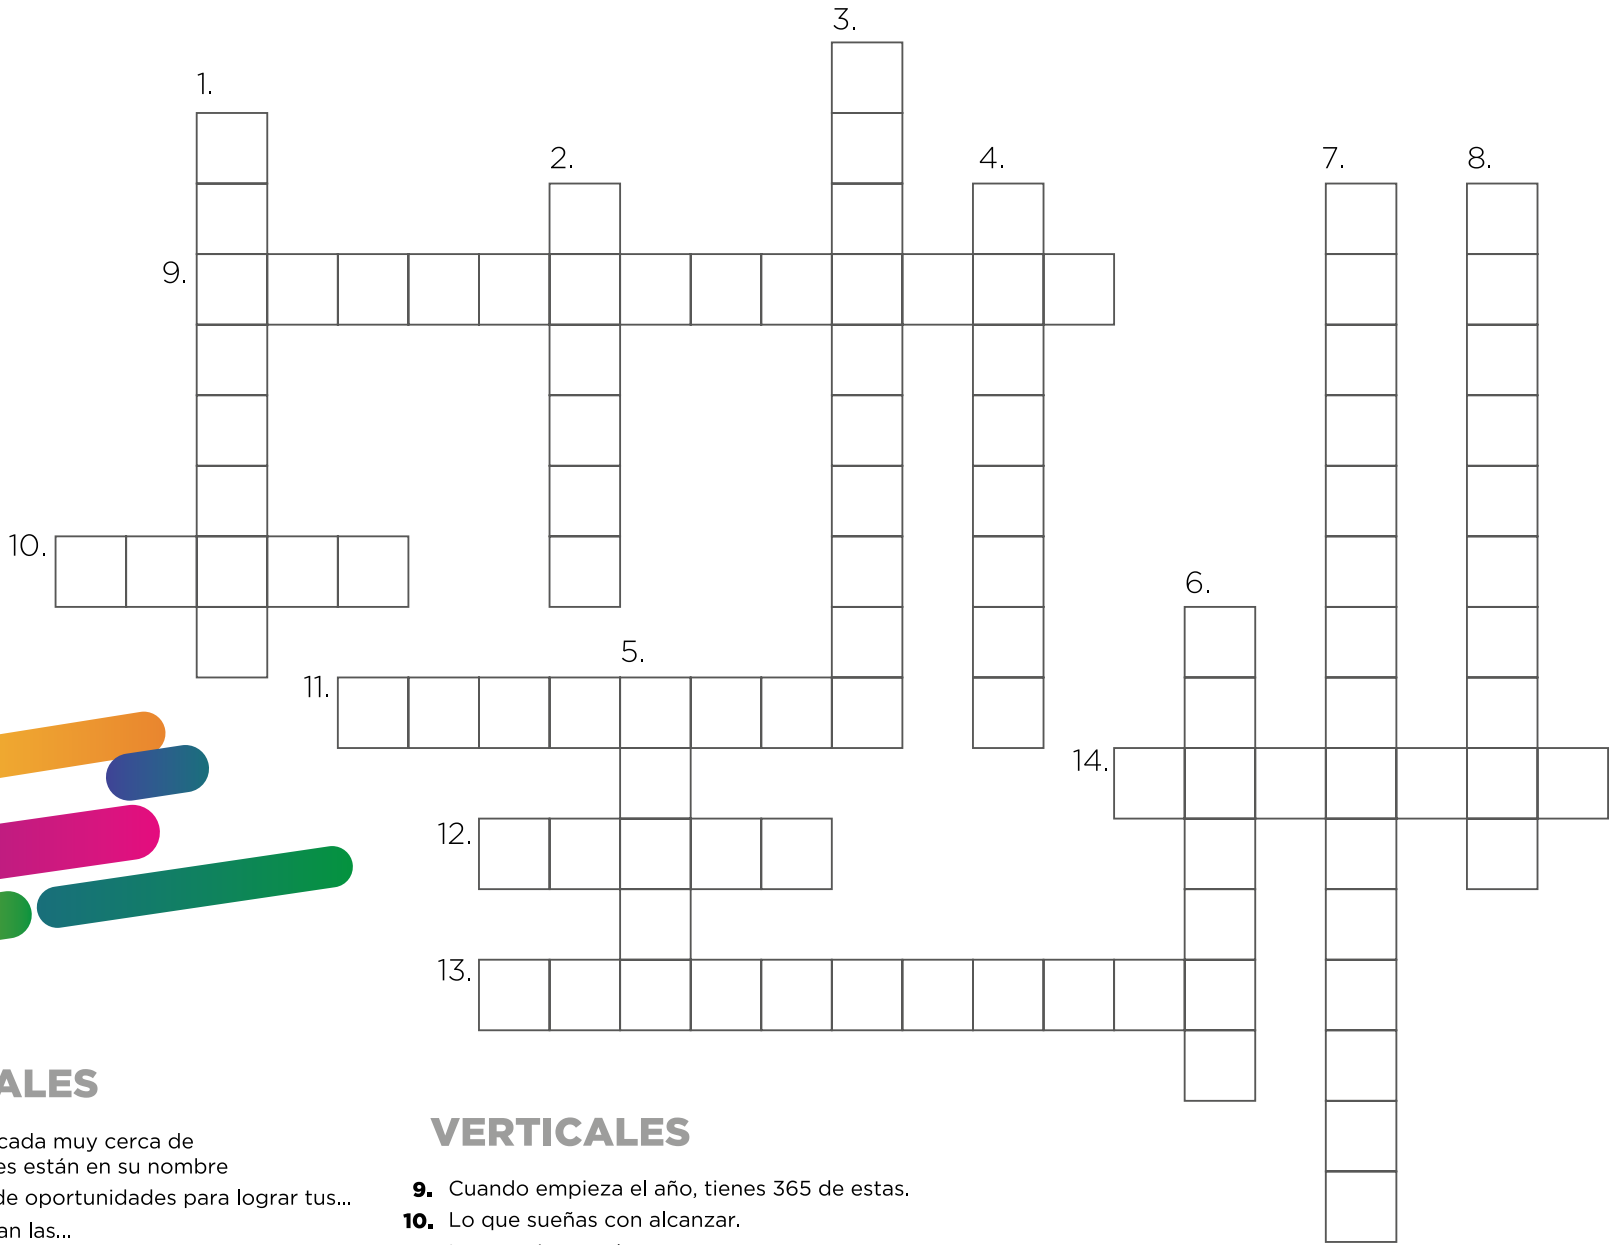 3.
1.
2.
4.
7.
8.
9.
10.
6.
5.
11.
14.
12.
13.
ALES
VERTICALES
cada muy cerca de
es están en su nombre
de oportunidades para lograr tus...
an las...
9. Cuando empieza el año, tienes 365 de estas.
10. Lo que sueñas con alcanzar.